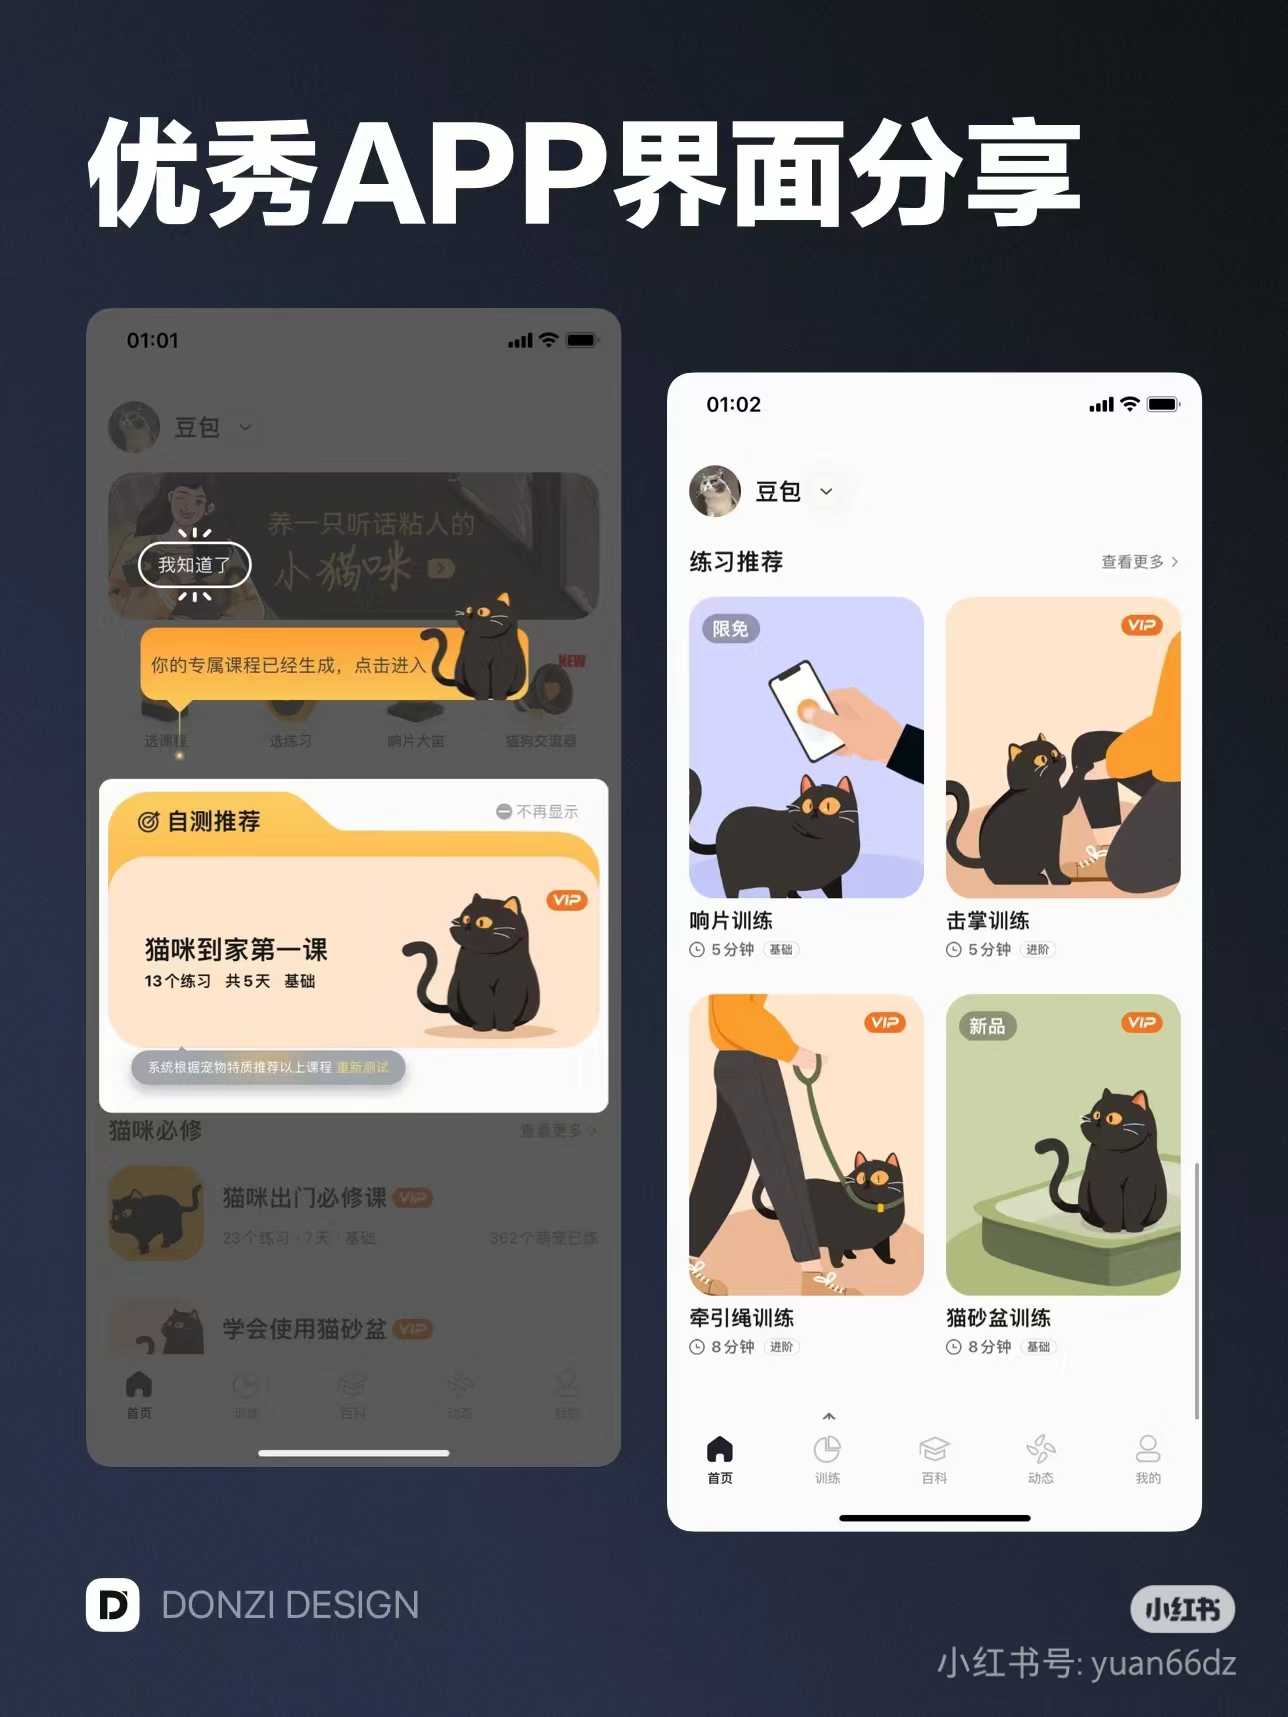 优秀APP界面分享
01:01
豆包
养一只听话粘人的
小猫咪
我知道了
你的专属课程已经生成，点击进入
NEW
选课程
选练习
响片犬笛
猫狗交流器
自测推荐
不再显示
VIP
猫咪到家第一课
13个练习 共5天 基础
系统根据宠物特质推荐以上课程 重新测试
猫咪必修
查看更多
猫咪出门必修课 VIP
23个练习 7天 基础
362个萌宠已练
学会使用猫砂盆 VIP
首页
训练
百科
动态
我的
01:02
豆包
练习推荐
查看更多
限免
VIP
响片训练
5分钟 基础
击掌训练
5分钟 进阶
VIP
新品
VIP
牵引绳训练
8分钟 进阶
猫砂盆训练
8分钟 基础
首页
训练
百科
动态
我的
D
DONZI DESIGN
小红书
小红书号: yuan66dz